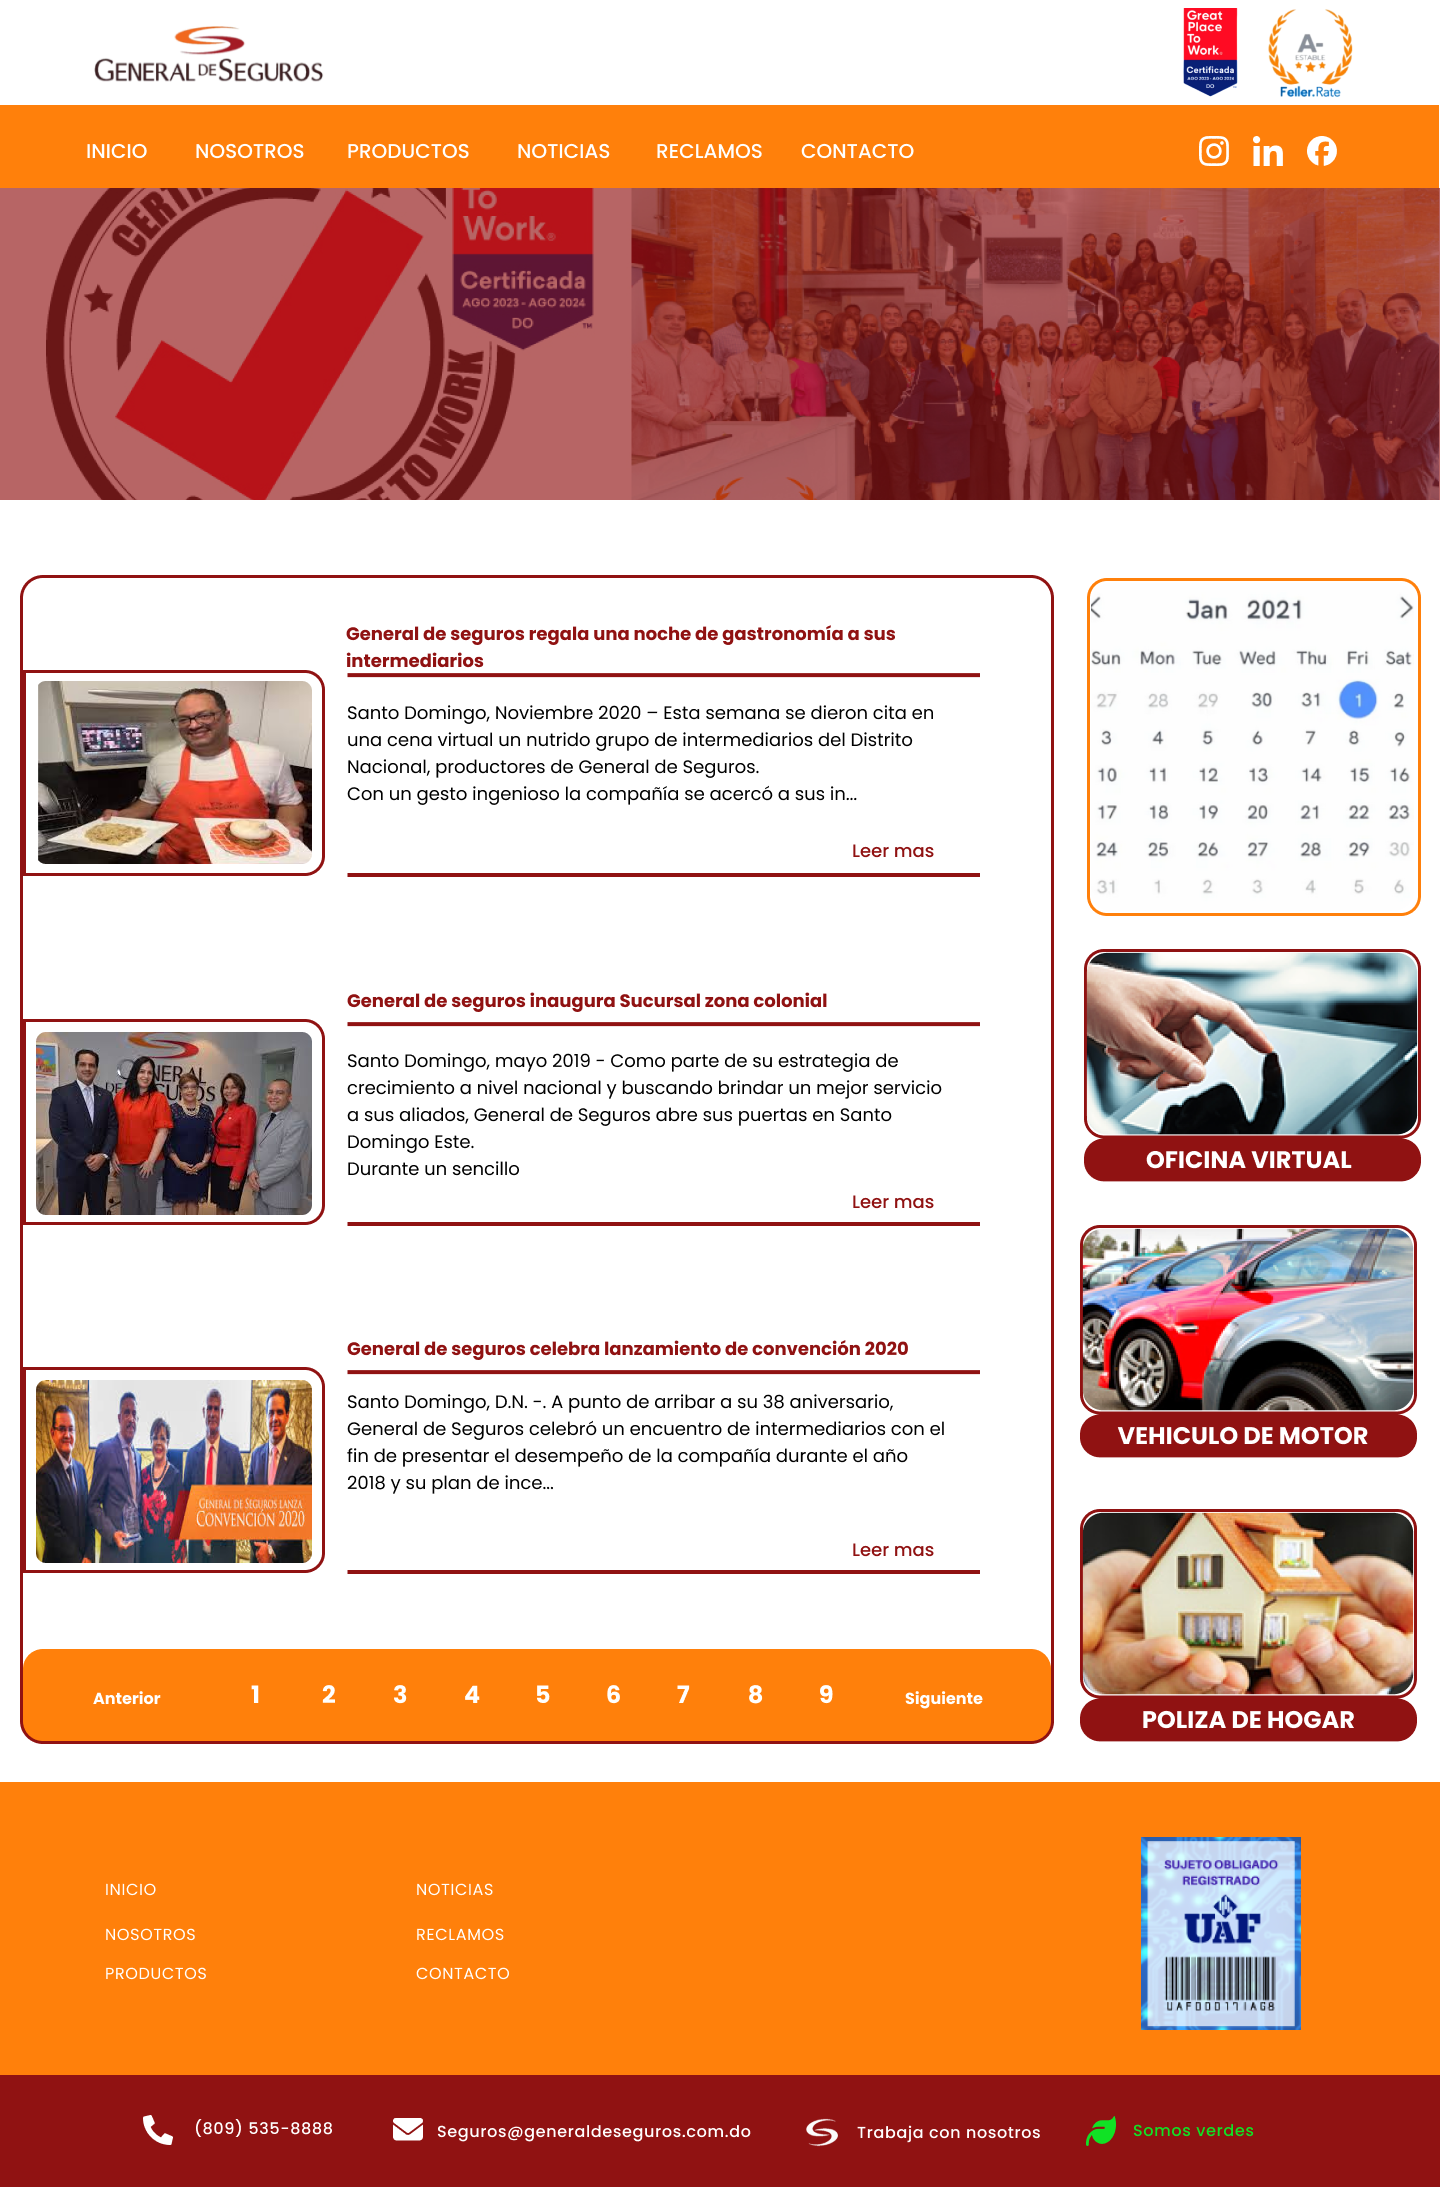 GENERAL DE SEGUROS
Great
Place
To
Work®
Certificada
AGO 2023 - AGO 2024
DO
A-
ESTABLE
Feller.Rate
INICIO NOSOTROS PRODUCTOS NOTICIAS RECLAMOS CONTACTO
To
Work®
Certificada
AGO 2023 - AGO 2024
DO ™
TO WORK
General de seguros regala una noche de gastronomía a sus
intermediarios
Santo Domingo, Noviembre 2020 – Esta semana se dieron cita en
una cena virtual un nutrido grupo de intermediarios del Distrito
Nacional, productores de General de Seguros.
Con un gesto ingenioso la compañía se acercó a sus in...
Leer mas
General de seguros inaugura Sucursal zona colonial
Santo Domingo, mayo 2019 - Como parte de su estrategia de
crecimiento a nivel nacional y buscando brindar un mejor servicio
a sus aliados, General de Seguros abre sus puertas en Santo
Domingo Este.
Durante un sencillo
Leer mas
General de seguros celebra lanzamiento de convención 2020
GENERAL DE SEGUROS LANZA
CONVENCIÓN 2020
Santo Domingo, D.N. -. A punto de arribar a su 38 aniversario,
General de Seguros celebró un encuentro de intermediarios con el
fin de presentar el desempeño de la compañía durante el año
2018 y su plan de ince...
Leer mas
Anterior 1 2 3 4 5 6 7 8 9 Siguiente
Jan 2021
Sun Mon Tue Wed Thu Fri Sat
27 28 29 30 31 1 2
3 4 5 6 7 8 9
10 11 12 13 14 15 16
17 18 19 20 21 22 23
24 25 26 27 28 29 30
31 1 2 3 4 5 6
OFICINA VIRTUAL
VEHICULO DE MOTOR
POLIZA DE HOGAR
INICIO NOTICIAS
NOSOTROS RECLAMOS
PRODUCTOS CONTACTO
SUJETO OBLIGADO
REGISTRADO
UAF
UAF000171AG8
(809) 535-8888 Seguros@generaldeseguros.com.do Trabaja con nosotros Somos verdes